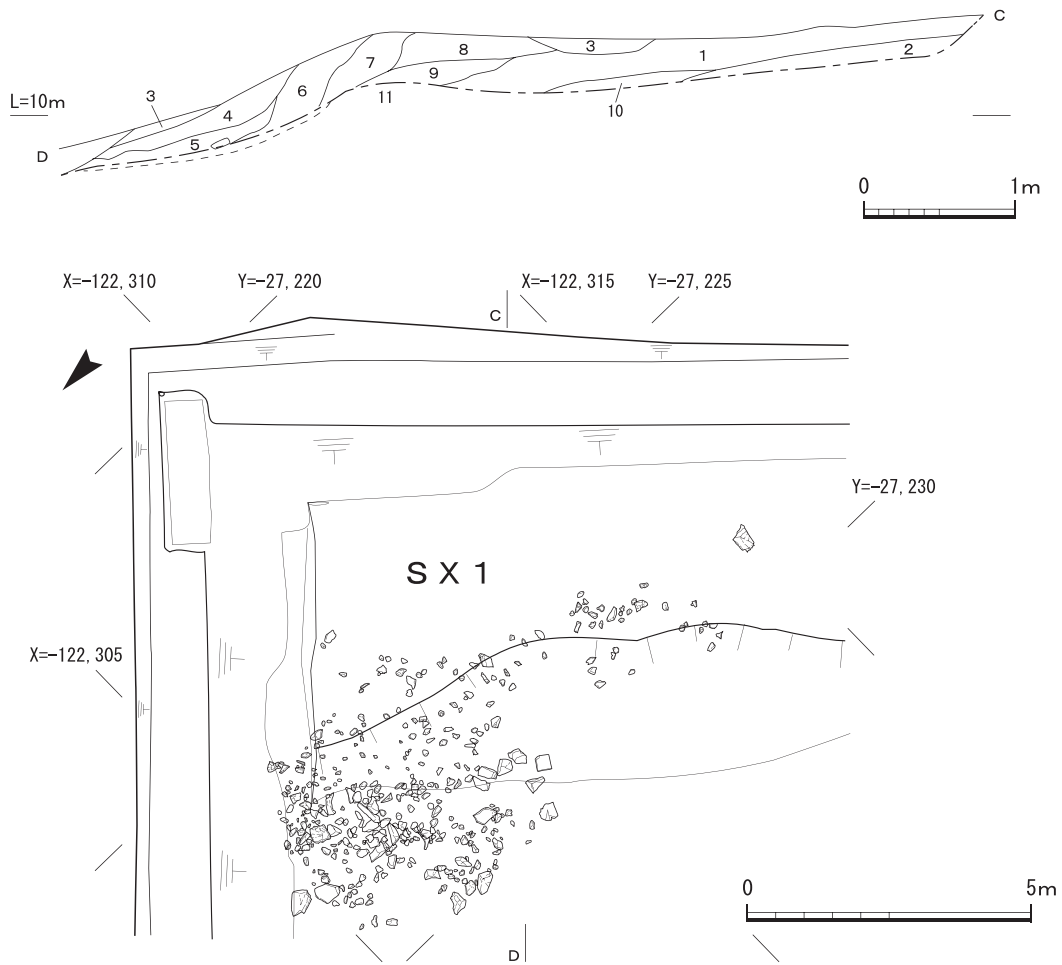 C
3
8
1
2
7
9
6
11
10
3
L=10m
4
5
D
0 1m
X=-122, 310 Y=-27, 220 X=-122, 315 Y=-27, 225
C
Y=-27, 230
SX1
X=-122, 305
0 5m
D